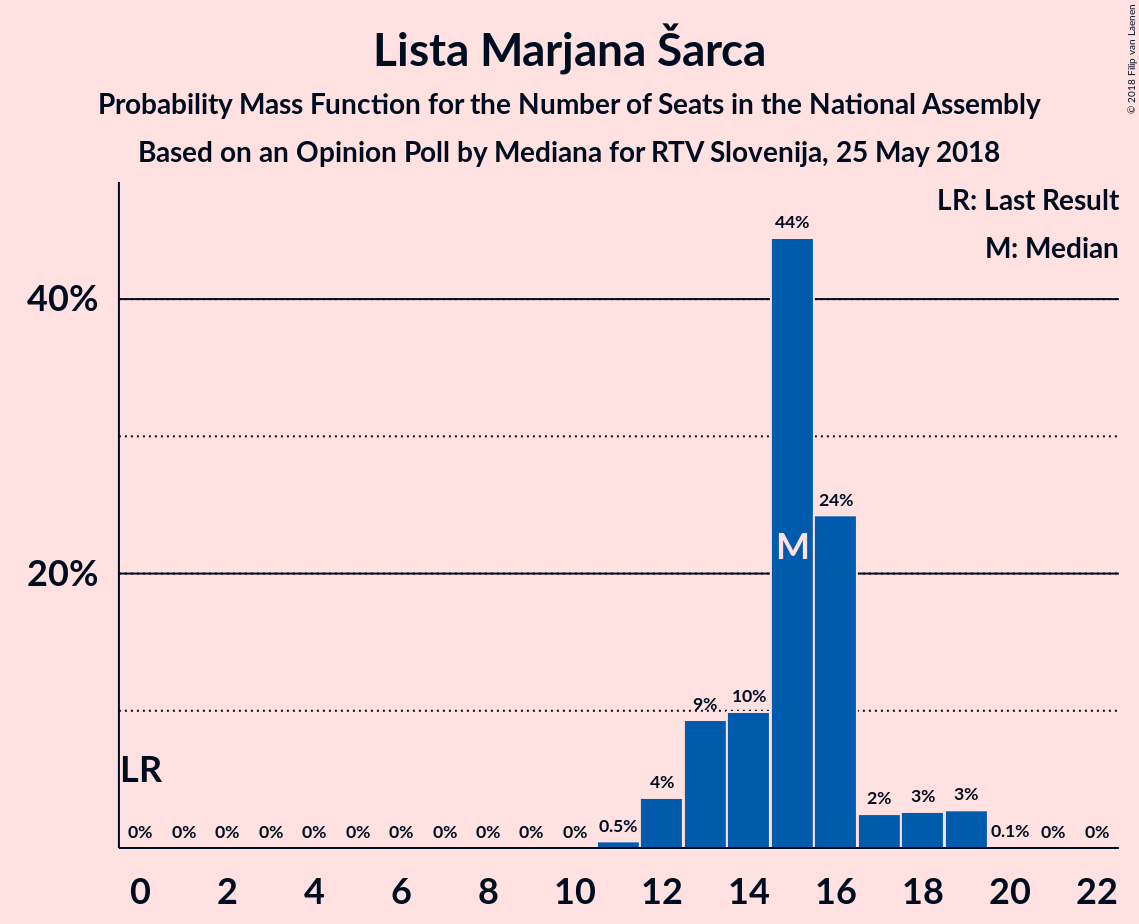 Lista Marjana Šarca
Probability Mass Function for the Number of Seats in the National Assembly
Based on an Opinion Poll by Mediana for RTV Slovenija, 25 May 2018
© 2018 Filip van Laenen
LR: Last Result
M: Median
44%
40%
24%
M
20%
10%
9%
LR
4%
3%
3%
2%
0% 0% 0% 0% 0% 0% 0% 0% 0% 0% 0% 0.5% 0.1% 0% 0%
0 2 4 6 8 10 12 14 16 18 20 22